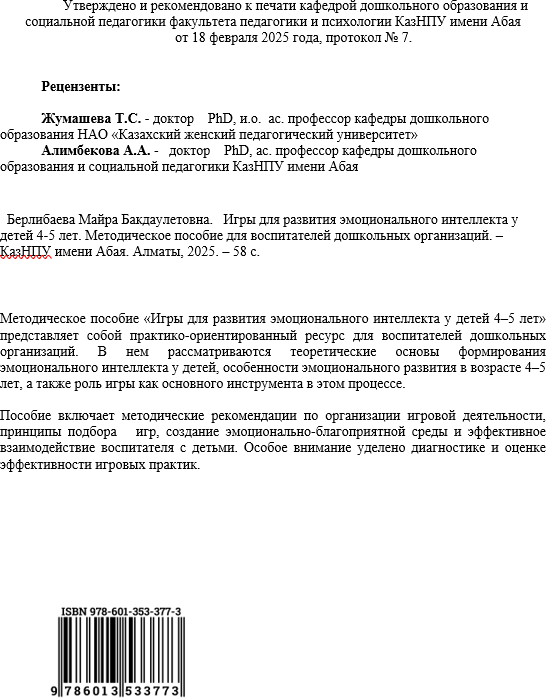 Утверждено и рекомендовано к печати кафедрой дошкольного образования и
социальной педагогики факультета педагогики и психологии КазНПУ имени Абая
от 18 февраля 2025 года, протокол № 7.
Рецензенты:
Жумашева Т.С. - доктор PhD, и.о. ас. профессор кафедры дошкольного
образования НАО «Казахский женский педагогический университет»
Алимбекова А.А. - доктор PhD, ас. профессор кафедры дошкольного
образования и социальной педагогики КазНПУ имени Абая
Берлибаева Майра Бакдаулетовна. Игры для развития эмоционального интеллекта у
детей 4-5 лет. Методическое пособие для воспитателей дошкольных организаций. –
КазНПУ имени Абая. Алматы, 2025. – 58 с.
Методическое пособие «Игры для развития эмоционального интеллекта у детей 4–5 лет»
представляет собой практико-ориентированный ресурс для воспитателей дошкольных
организаций. В нем рассматриваются теоретические основы формирования
эмоционального интеллекта у детей, особенности эмоционального развития в возрасте 4–5
лет, а также роль игры как основного инструмента в этом процессе.
Пособие включает методические рекомендации по организации игровой деятельности,
принципы подбора игр, создание эмоционально-благоприятной среды и эффективное
взаимодействие воспитателя с детьми. Особое внимание уделено диагностике и оценке
эффективности игровых практик.
ISBN 978-601-353-377-3
9 786013 533773